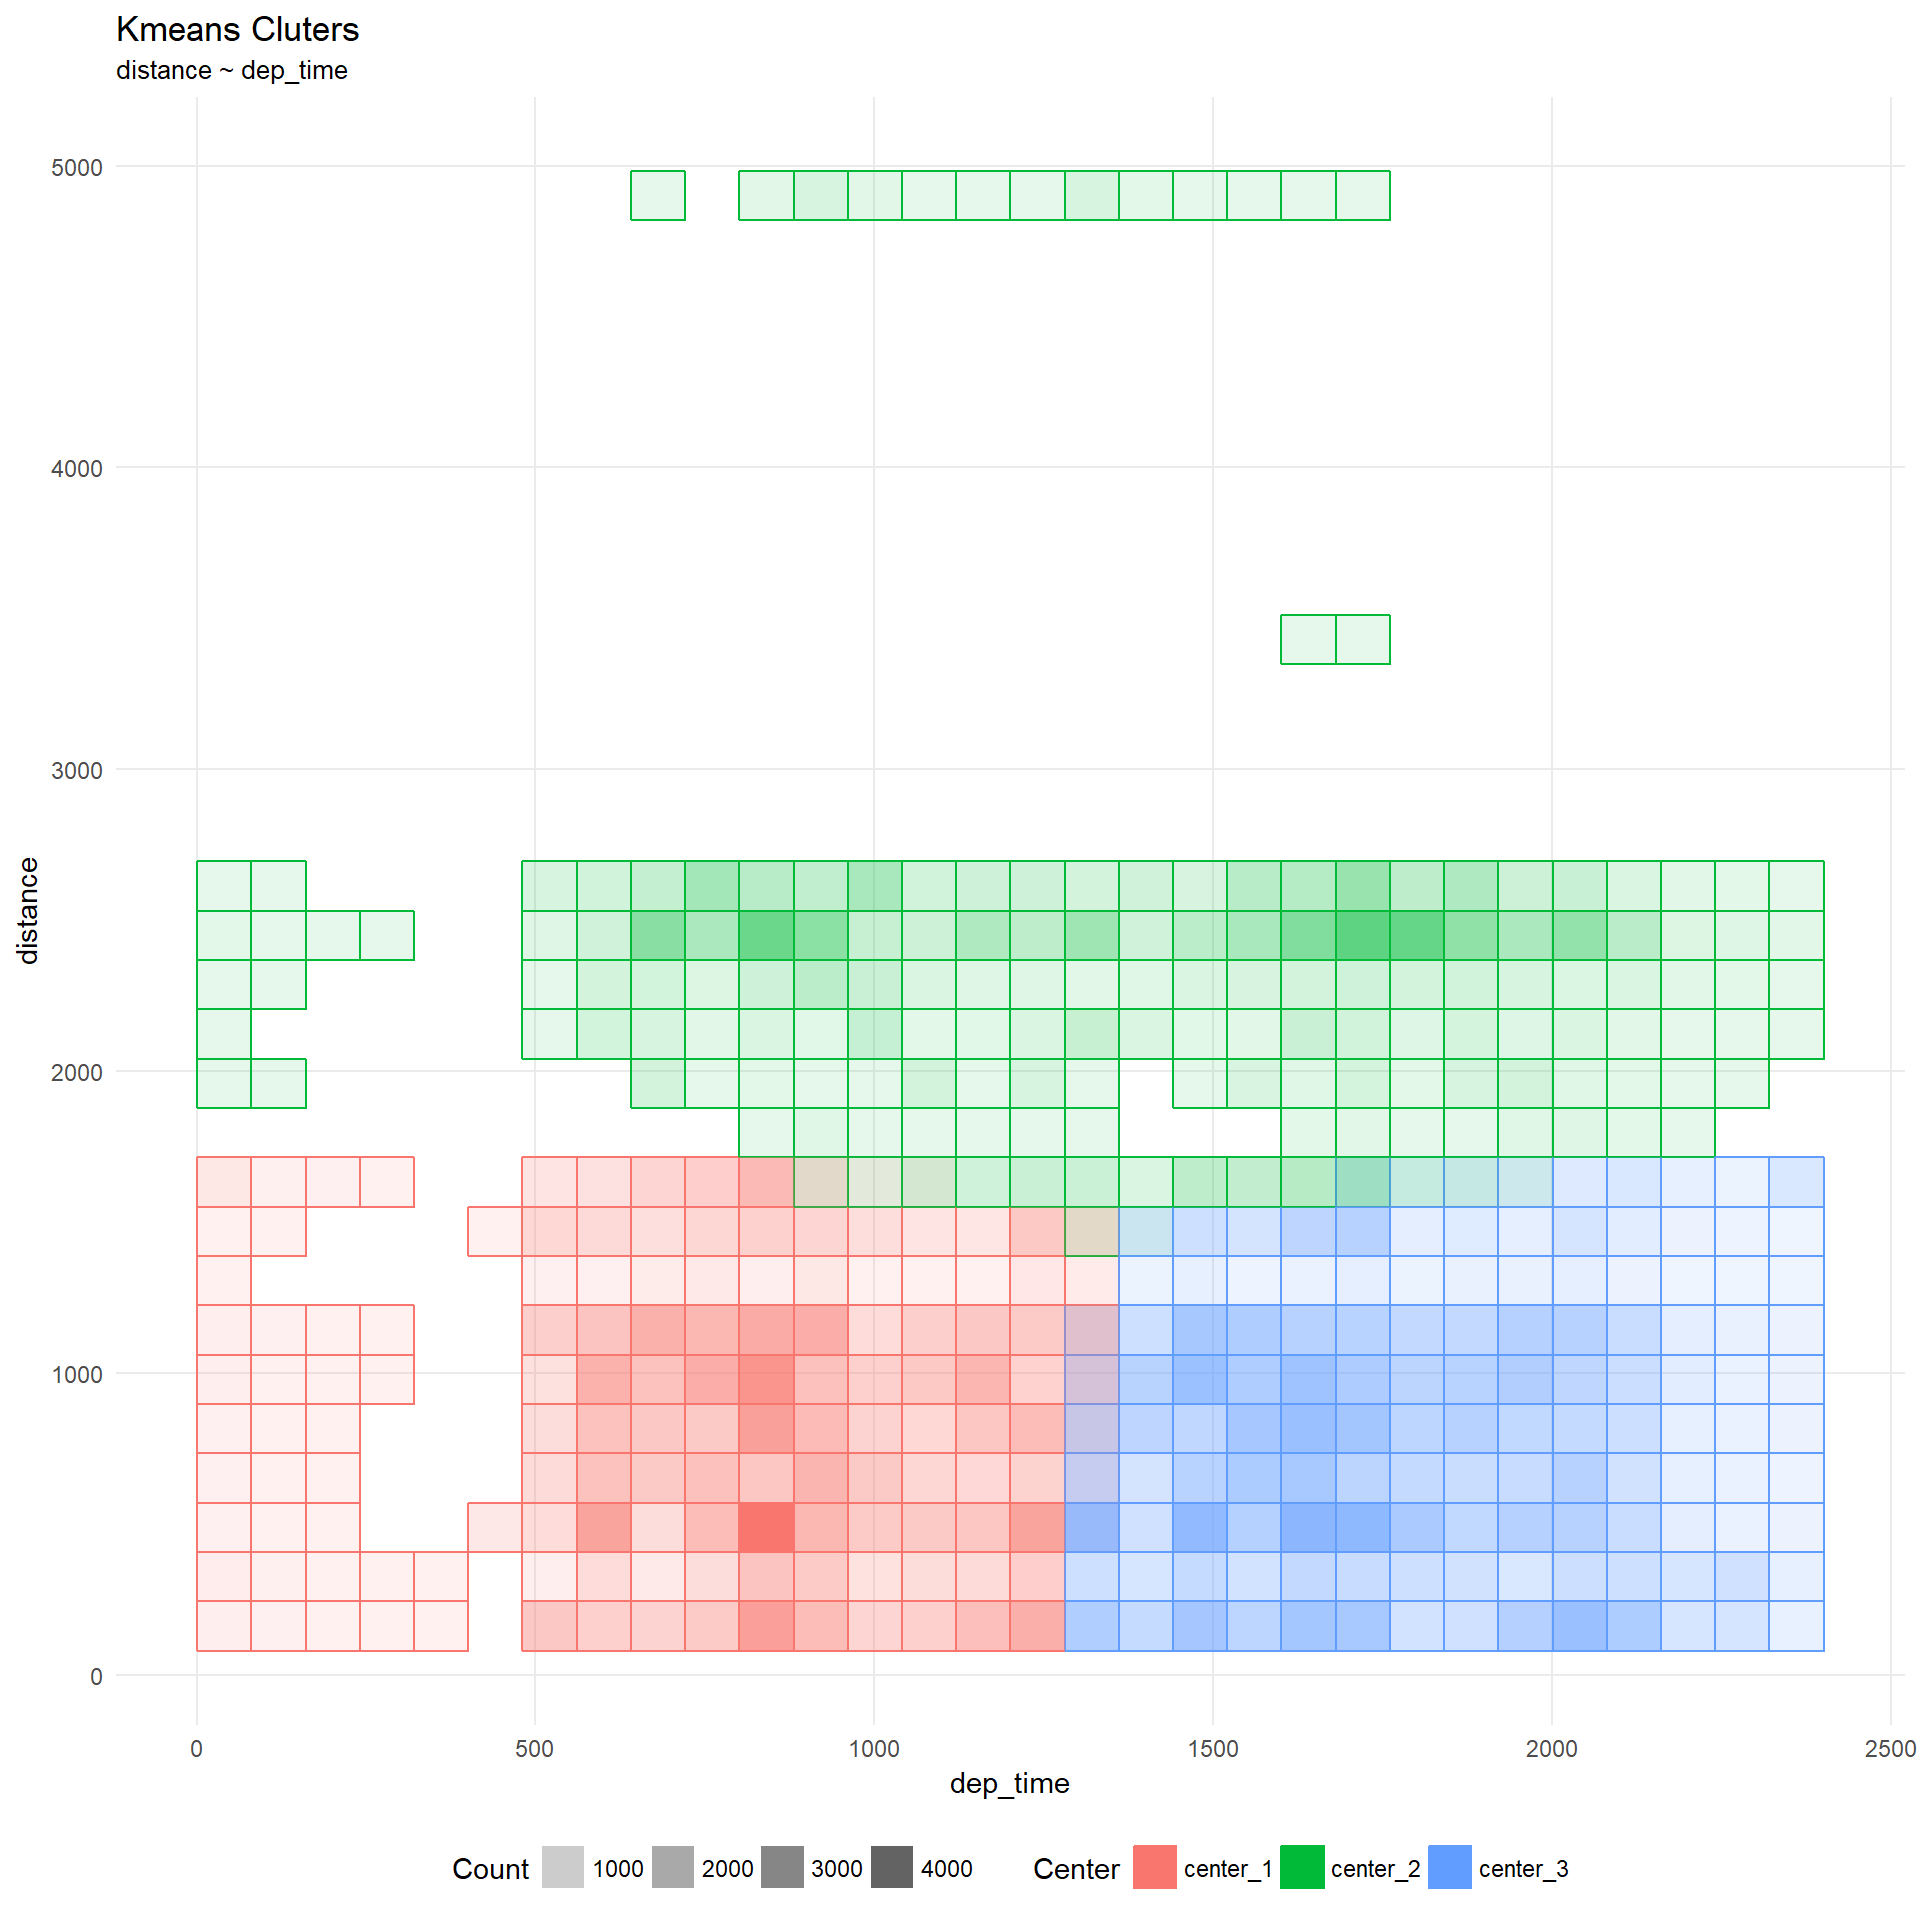 Kmeans Cluters
distance ~ dep_time
5000
4000
3000
2000
1000
0
distance
0 500 1000 1500 2000 2500
dep_time
Count 1000 2000 3000 4000 Center center_1 center_2 center_3